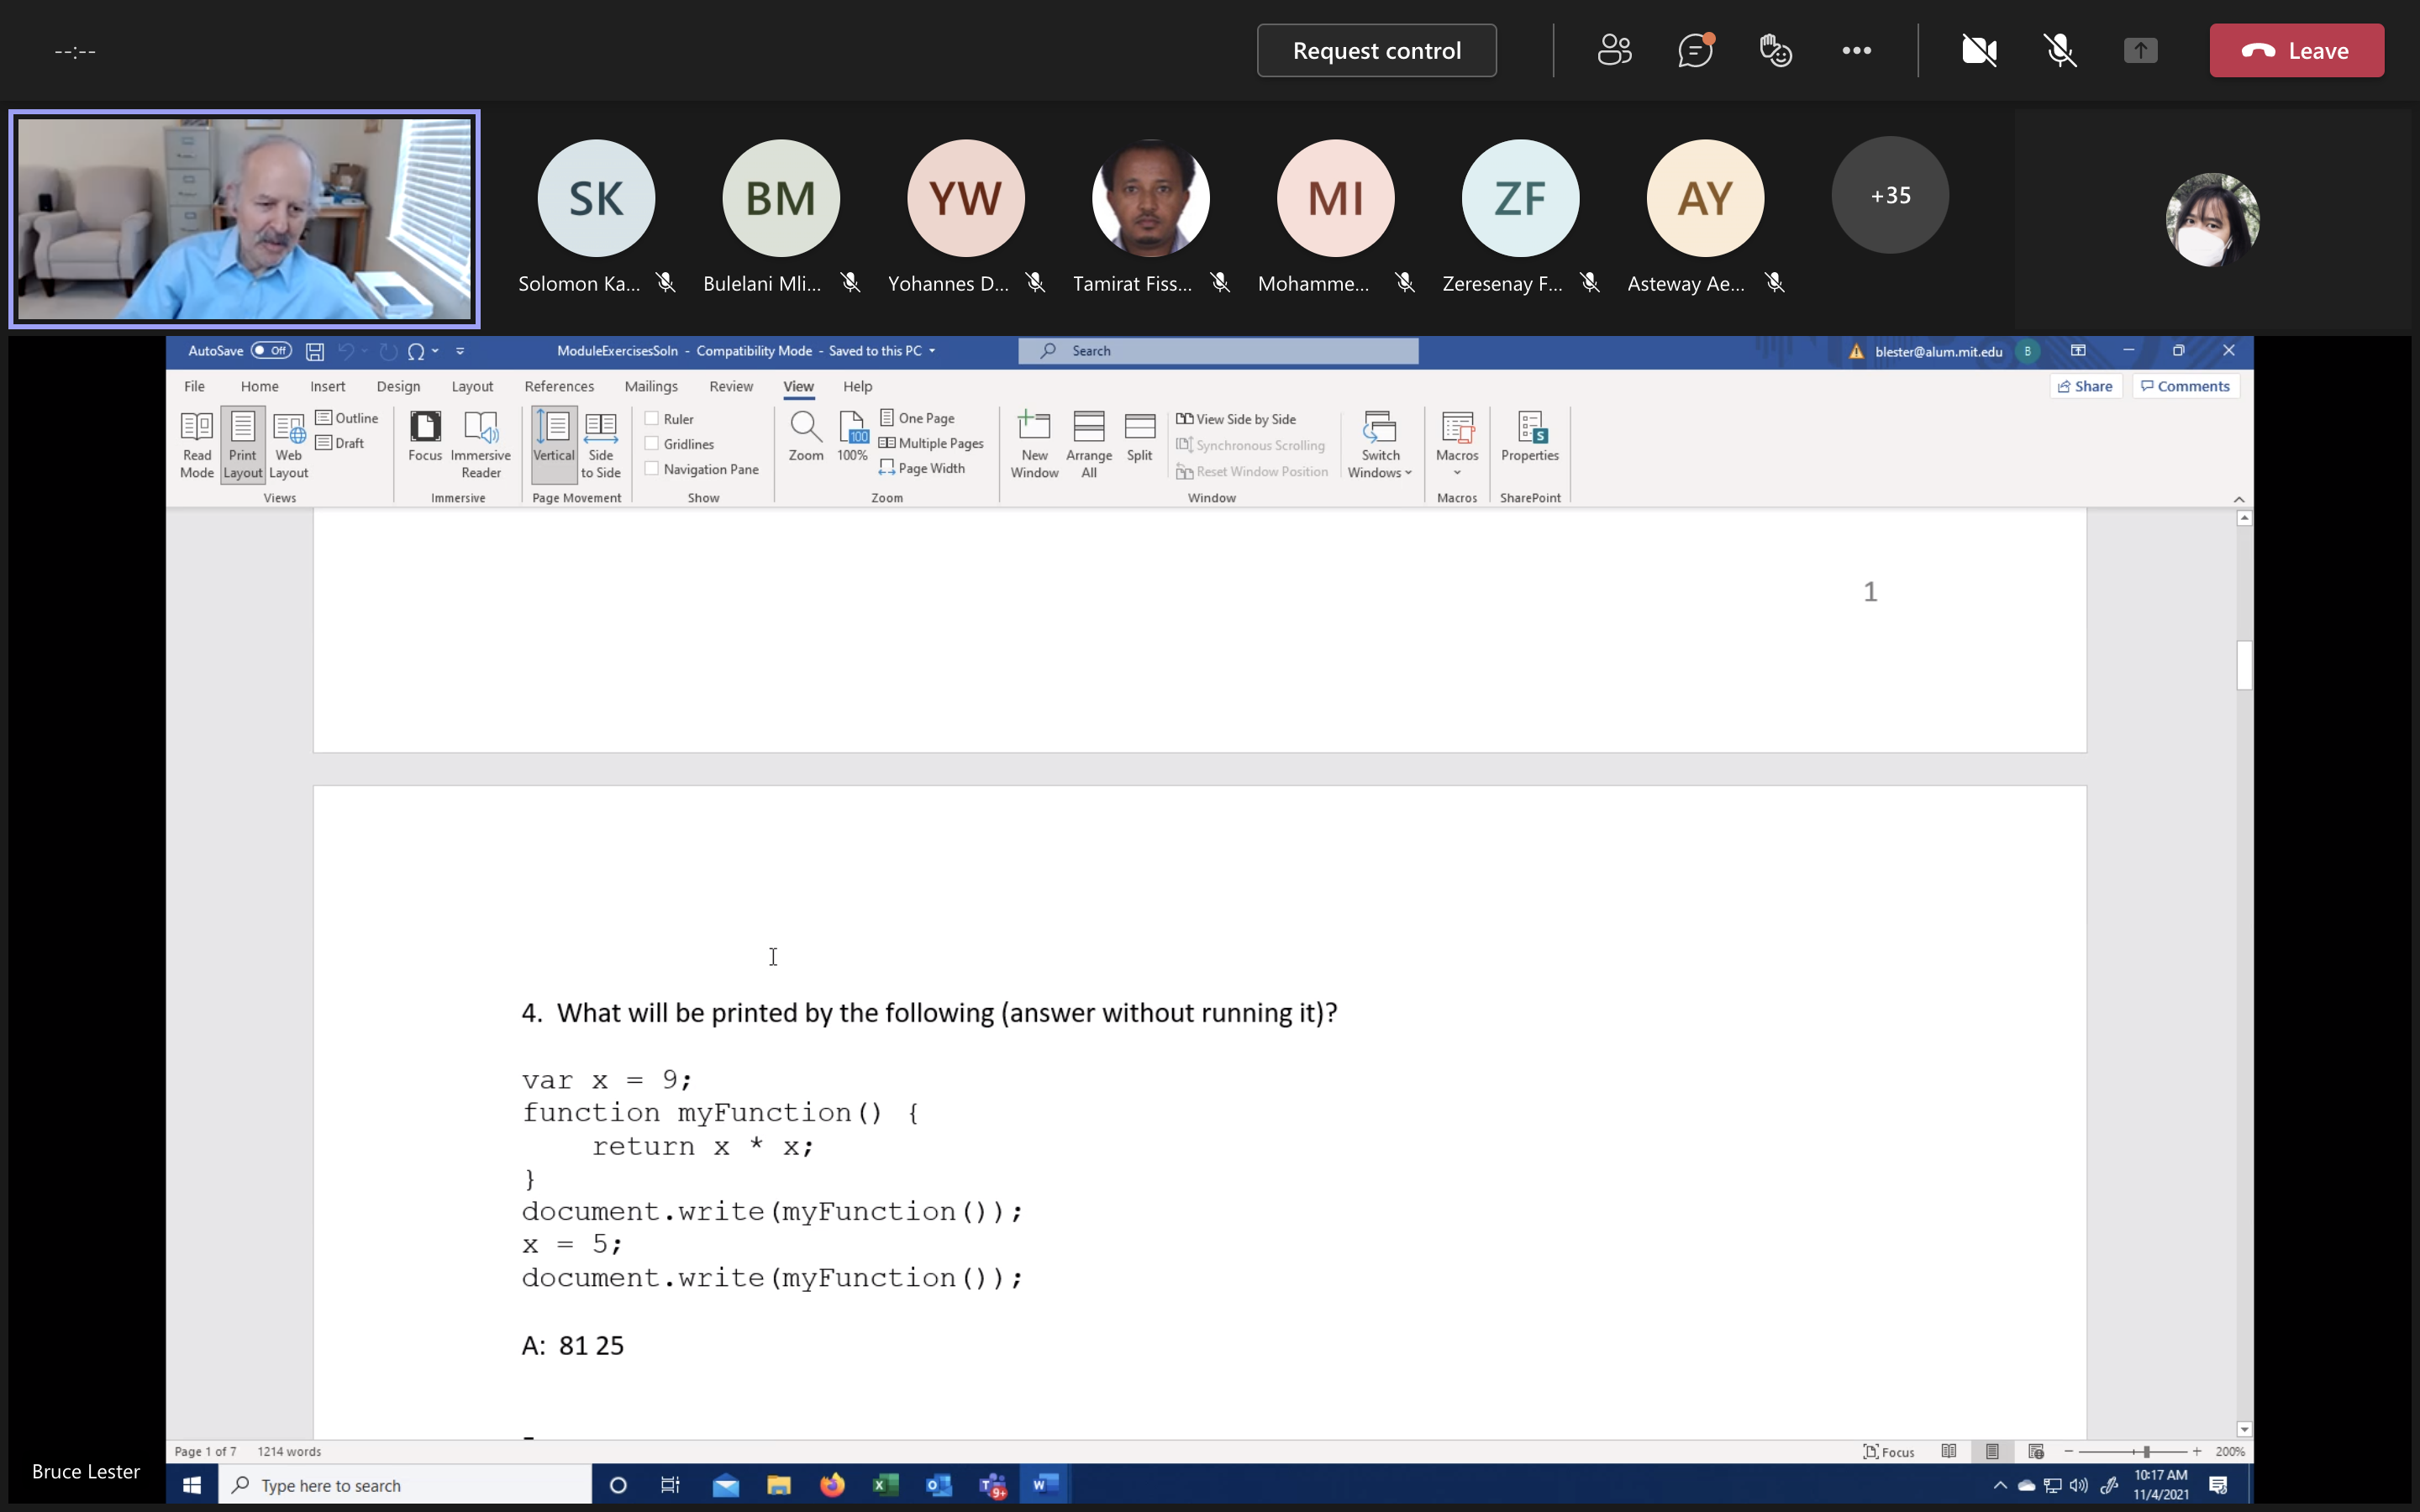 --:--
Request control
Leave
SK
BM
YW
MI
ZF
AY
+35
Solomon Ka...
Bulelani Mli...
Yohannes D...
Tamirat Fiss...
Mohamme...
Zeresenay F...
Asteway Ae...
AutoSave Off
ModuleExercisesSoln - Compatibility Mode - Saved to this PC
Search
blester@alum.mit.edu
B
File Home Insert Design Layout References Mailings Review View Help
Share
Comments
Read Mode
Print Layout
Web Layout
Outline
Draft
Views
Focus
Immersive Reader
Immersive
Vertical
Side to Side
Page Movement
Ruler
Gridlines
Navigation Pane
Show
Zoom
100
100%
One Page
Multiple Pages
Page Width
Zoom
New Window
Arrange All
Split
View Side by Side
Synchronous Scrolling
Reset Window Position
Window
Switch Windows
Macros
Macros
Properties
SharePoint
1
4. What will be printed by the following (answer without running it)?
var x = 9;
function myFunction() {
return x * x;
}
document.write(myFunction());
x = 5;
document.write(myFunction());
A: 81 25
Page 1 of 7 1214 words
Focus
200%
Bruce Lester
Type here to search
9+
10:17 AM
11/4/2021